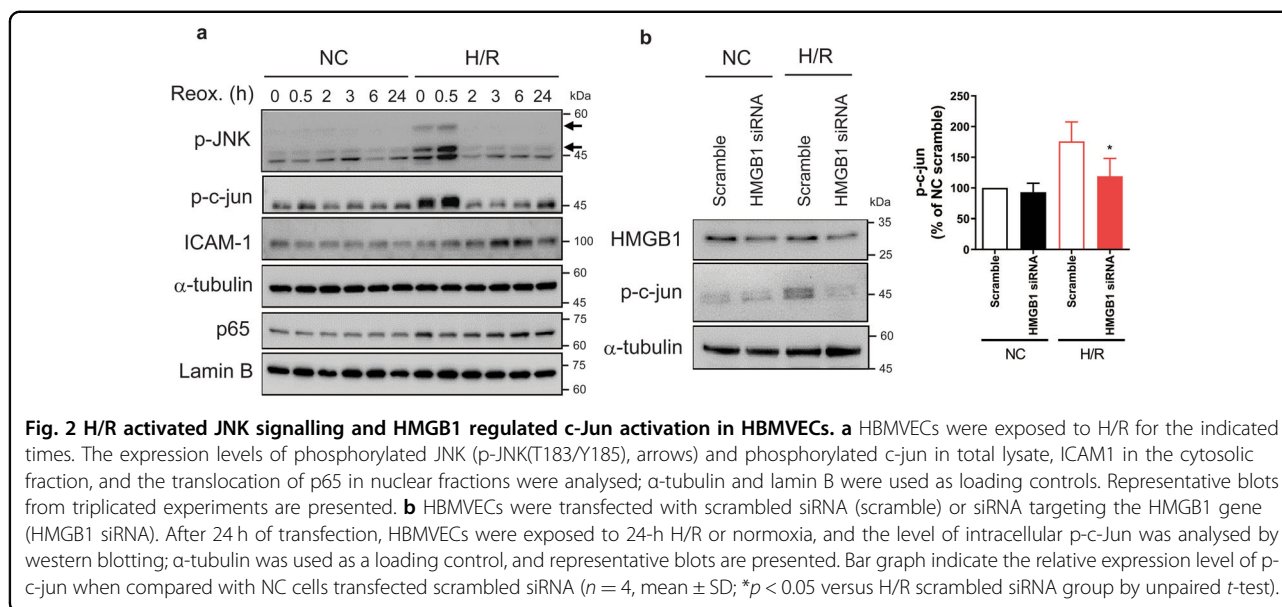 a
NC H/R
Reox. (h) 0 0.5 2 3 6 24 0 0.5 2 3 6 24 kDa
60
p-JNK
45
p-c-jun 45
ICAM-1 100
60
α-tubulin
45
75
p65
60
75
Lamin B
60
b
NC H/R
Scramble HMGB1 siRNA Scramble HMGB1 siRNA
kDa
35
HMGB1
25
p-c-jun 45
60
α-tubulin
45
p-c-jun
(% of NC scramble)
250
200
150
100
50
0
*
Scramble HMGB1 siRNA Scramble HMGB1 siRNA
NC H/R
Fig. 2 H/R activated JNK signalling and HMGB1 regulated c-Jun activation in HBMVECs. a HBMVECs were exposed to H/R for the indicated
times. The expression levels of phosphorylated JNK (p-JNK(T183/Y185), arrows) and phosphorylated c-jun in total lysate, ICAM1 in the cytosolic
fraction, and the translocation of p65 in nuclear fractions were analysed; α-tubulin and lamin B were used as loading controls. Representative blots
from triplicated experiments are presented. b HBMVECs were transfected with scrambled siRNA (scramble) or siRNA targeting the HMGB1 gene
(HMGB1 siRNA). After 24 h of transfection, HBMVECs were exposed to 24-h H/R or normoxia, and the level of intracellular p-c-Jun was analysed by
western blotting; α-tubulin was used as a loading control, and representative blots are presented. Bar graph indicate the relative expression level of p-
c-jun when compared with NC cells transfected scrambled siRNA (n = 4, mean ± SD; *p < 0.05 versus H/R scrambled siRNA group by unpaired t-test).